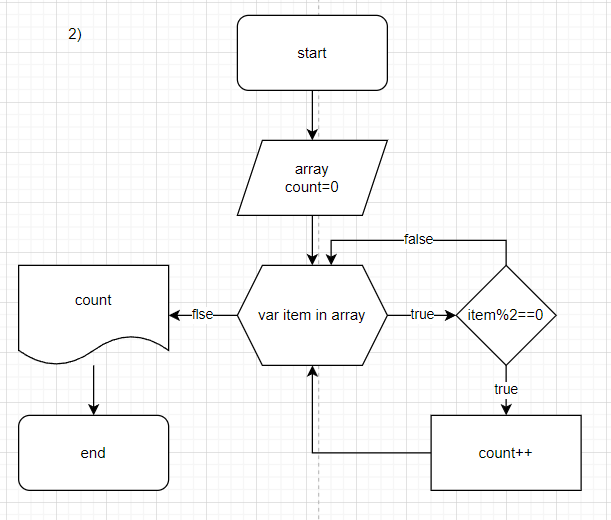 2)
start
array
count=0
false
count
flse
var item in array
true
item%2==0
true
count++
end